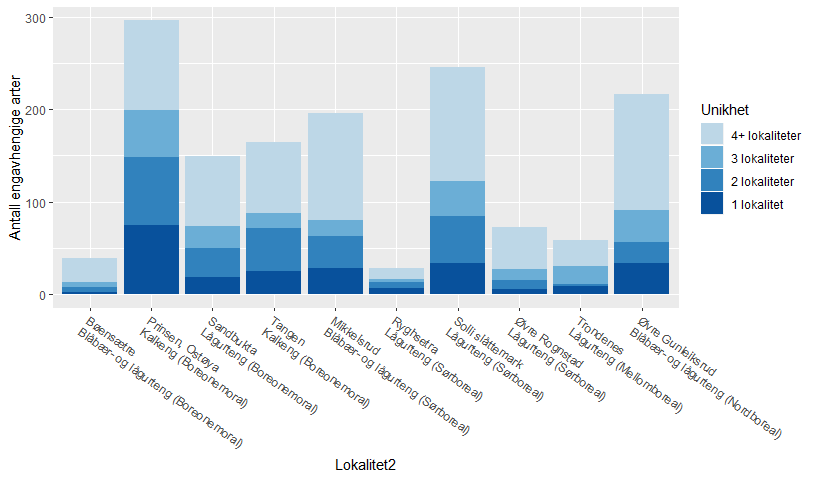 300
200
100
0
Antall engavhengige arter
Bøensætre
Blåbær- og lågurteng (Boreonemoral)
Prinsen, Ostøya
Kalkeng (Boreonemoral)
Sandbukta
Lågurteng (Boreonemoral)
Tangen
Kalkeng (Boreonemoral)
Mikkelsrud
Blåbær- og lågurteng (Sørboreal)
Ryghsetra
Lågurteng (Sørboreal)
Solli slåttemark
Lågurteng (Sørboreal)
Øvre Rognstad
Lågurteng (Sørboreal)
Trondenes
Lågurteng (Mellomboreal)
Øvre Gunleiksrud
Blåbær- og lågurteng (Nordboreal)
Lokalitet2
Unikhet
4+ lokaliteter
3 lokaliteter
2 lokaliteter
1 lokalitet